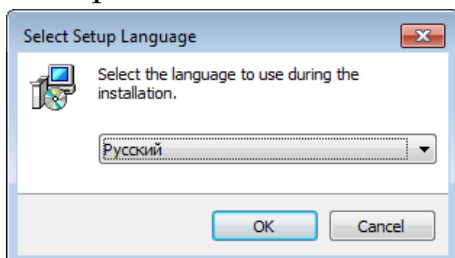 Select Setup Language
Select the language to use during the
installation.
Русский
OK
Cancel